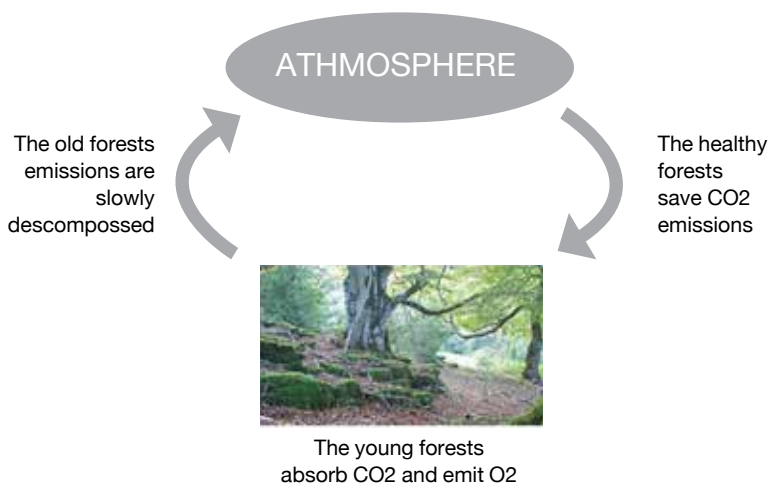 ATHMOSPHERE
The old forests
emissions are
slowly
descompossed
The healthy
forests
save CO2
emissions
The young forests
absorb CO2 and emit O2